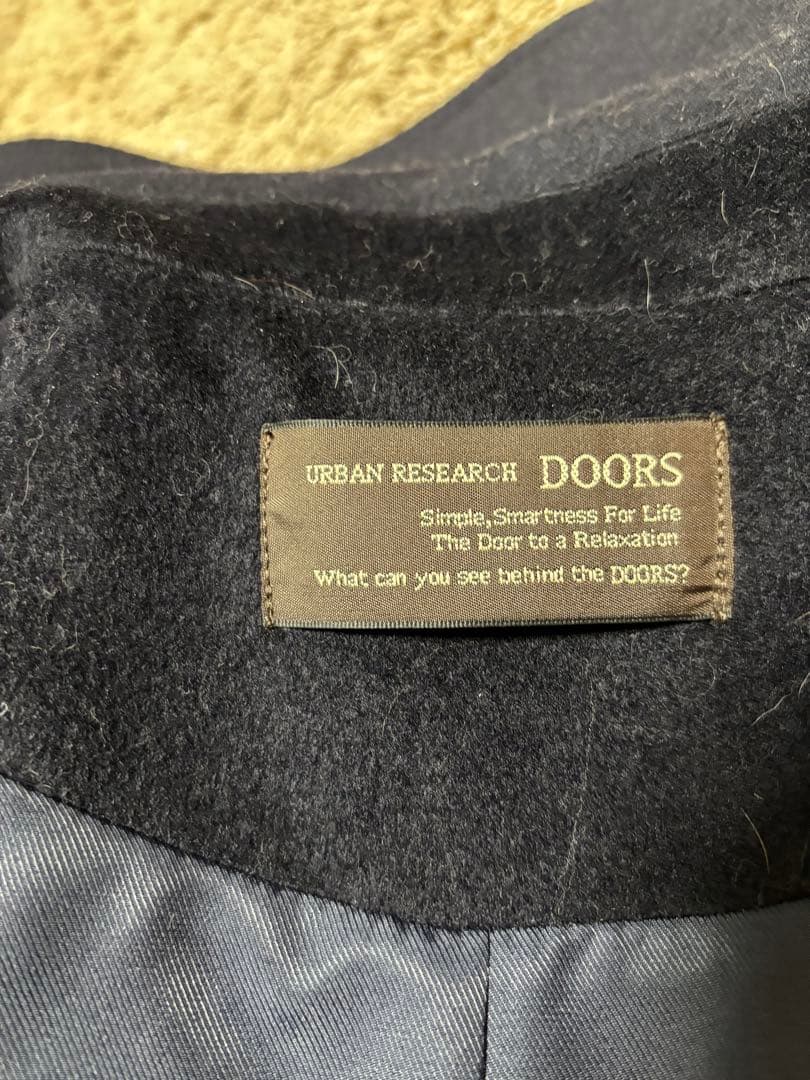 URBAN RESEARCH DOORS
Simple,Smartness For Life
The Door to a Relaxation
What can you see behind the DOORS?